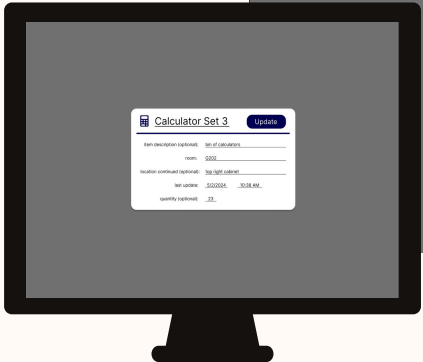 Calculator Set 3 Update
item description (optional): bin of calculators
room: G202
location continued (optional): top right cabinet
last update: 5/2/2024 10:38 AM
quantity (optional): 23